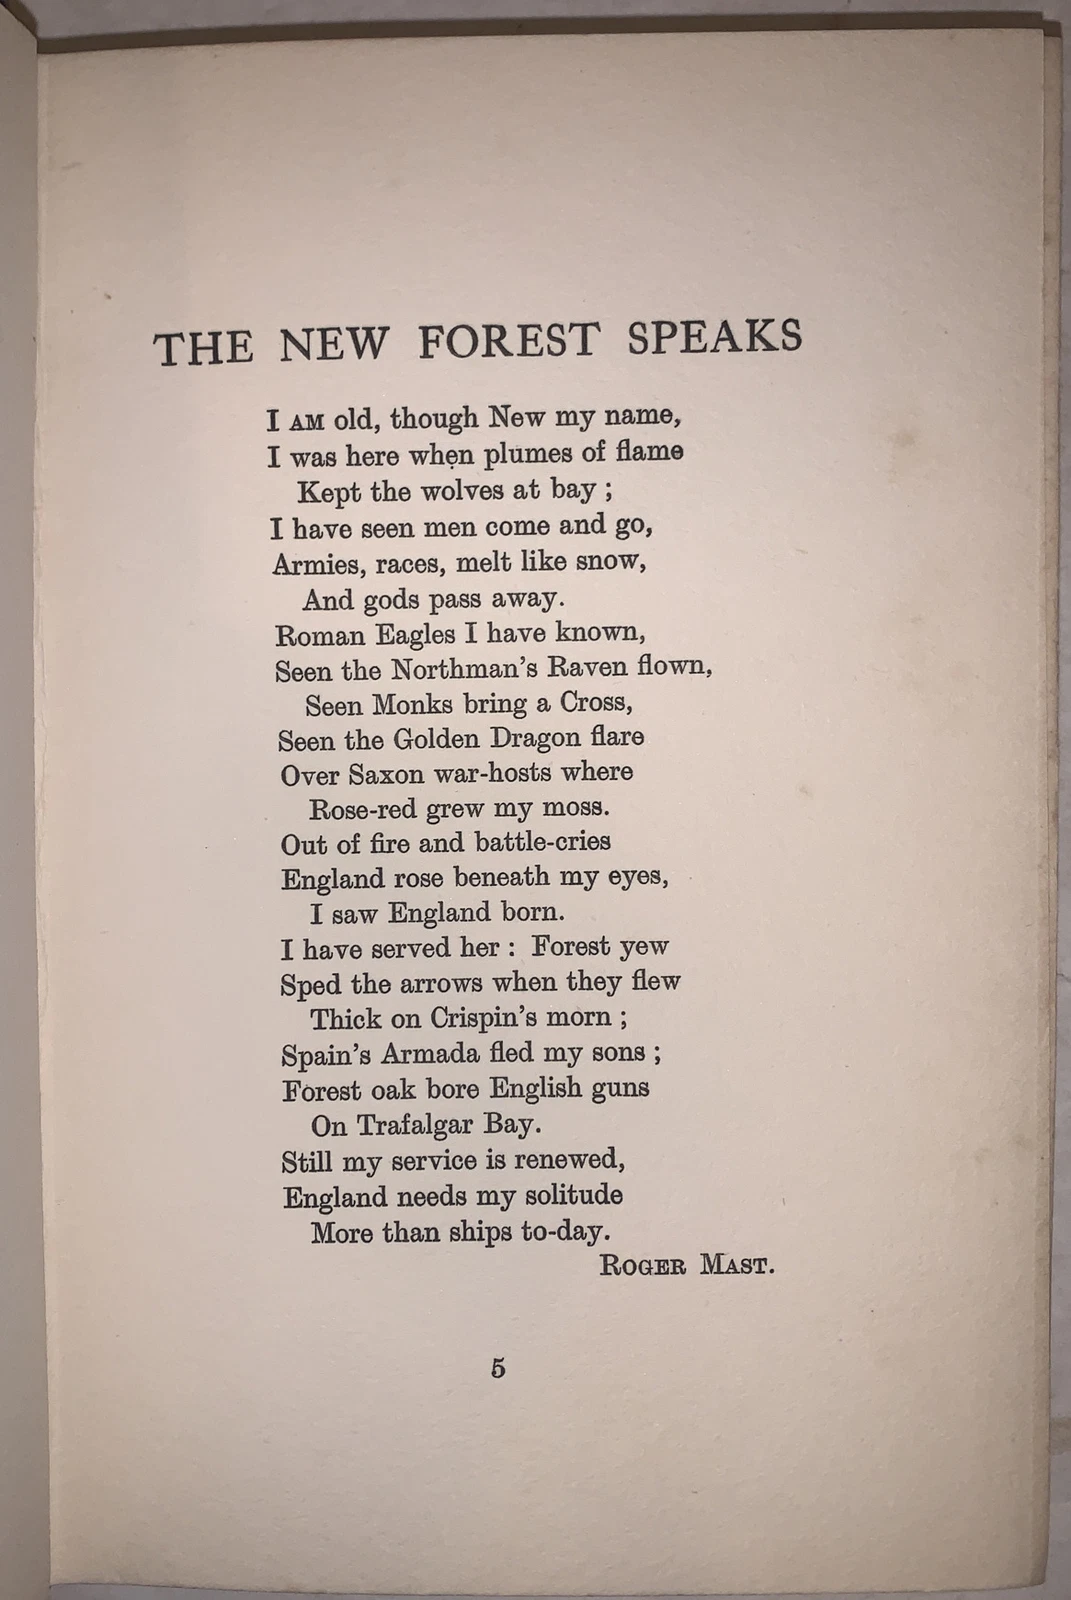 THE NEW FOREST SPEAKS
I AM old, though New my name,
I was here when plumes of flame
Kept the wolves at bay ;
I have seen men come and go,
Armies, races, melt like snow,
And gods pass away.
Roman Eagles I have known,
Seen the Northman's Raven flown,
Seen Monks bring a Cross,
Seen the Golden Dragon flare
Over Saxon war-hosts where
Rose-red grew my moss.
Out of fire and battle-cries
England rose beneath my eyes,
I saw England born.
I have served her : Forest yew
Sped the arrows when they flew
Thick on Crispin's morn ;
Spain's Armada fled my sons ;
Forest oak bore English guns
On Trafalgar Bay.
Still my service is renewed,
England needs my solitude
More than ships to-day.
ROGER MAST.
5